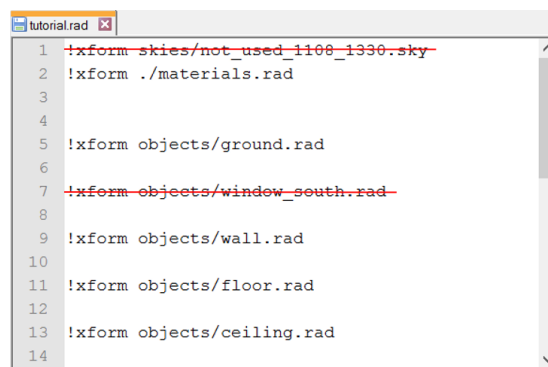 tutorial.rad
1 !xform skies/not_used_1108_1330.sky
2 !xform ./materials.rad
3
4
5 !xform objects/ground.rad
6
7 !xform objects/window_south.rad
8
9 !xform objects/wall.rad
10
11 !xform objects/floor.rad
12
13 !xform objects/ceiling.rad
14